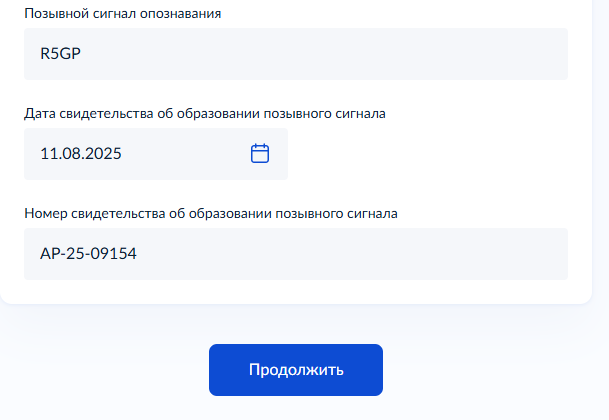 Позывной сигнал опознавания
R5GP
Дата свидетельства об образовании позывного сигнала
11.08.2025
Номер свидетельства об образовании позывного сигнала
AP-25-09154
Продолжить